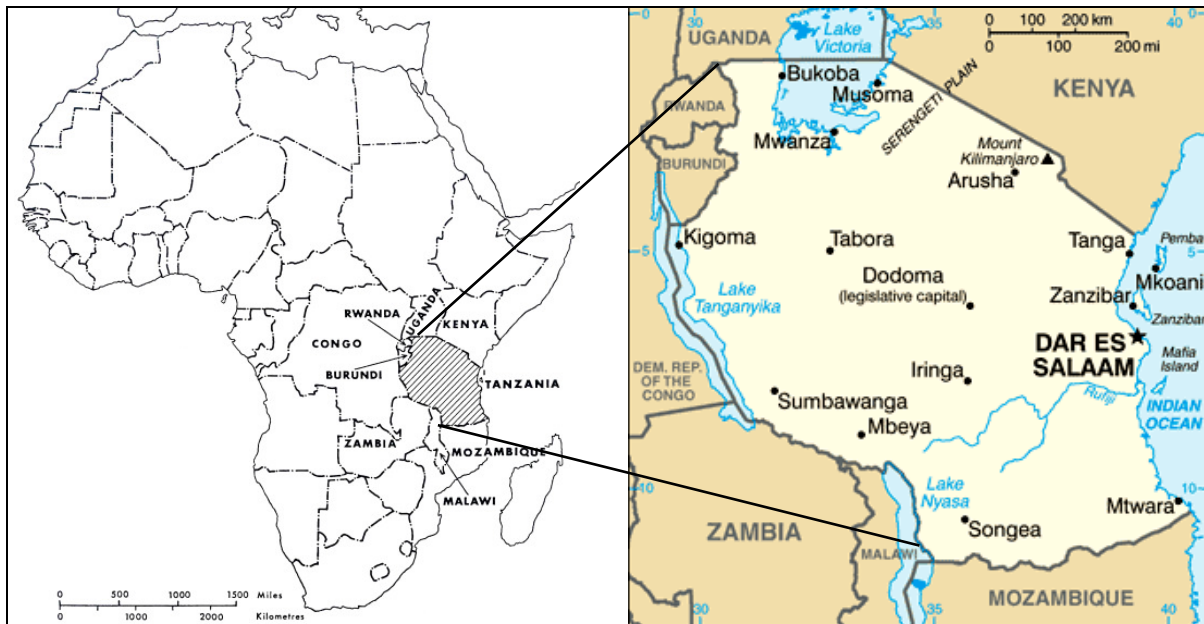 UGANDA
RWANDA
KENYA
CONGO
BURUNDI
TANZANIA
ZAMBIA
MOZAMBIQUE
MALAWI
0 500 1000 1500 Miles
0 1000 2000 Kilometres
30
35
40
0
0 100 200 km
0 100 200 mi
Lake
Victoria
UGANDA
KENYA
Bukoba
Musoma
RWANDA
SERENGETI PLAIN
Mwanza
Mount
Kilimanjaro
BURUNDI
Arusha
Kigoma
Tabora
Tanga
Pemba
5
5
Mkoani
Dodoma
(legislative capital)
Zanzibar
Lake
Tanganyika
Zanzibar
DAR ES
SALAAM
Mafia
Island
DEM. REP.
OF THE
CONGO
Iringa
Rufiji
INDIAN
OCEAN
Sumbawanga
Mbeya
Lake
Nyasa
10
10
Mtwara
ZAMBIA
Songea
MALAWI
MOZAMBIQUE
30
35
40